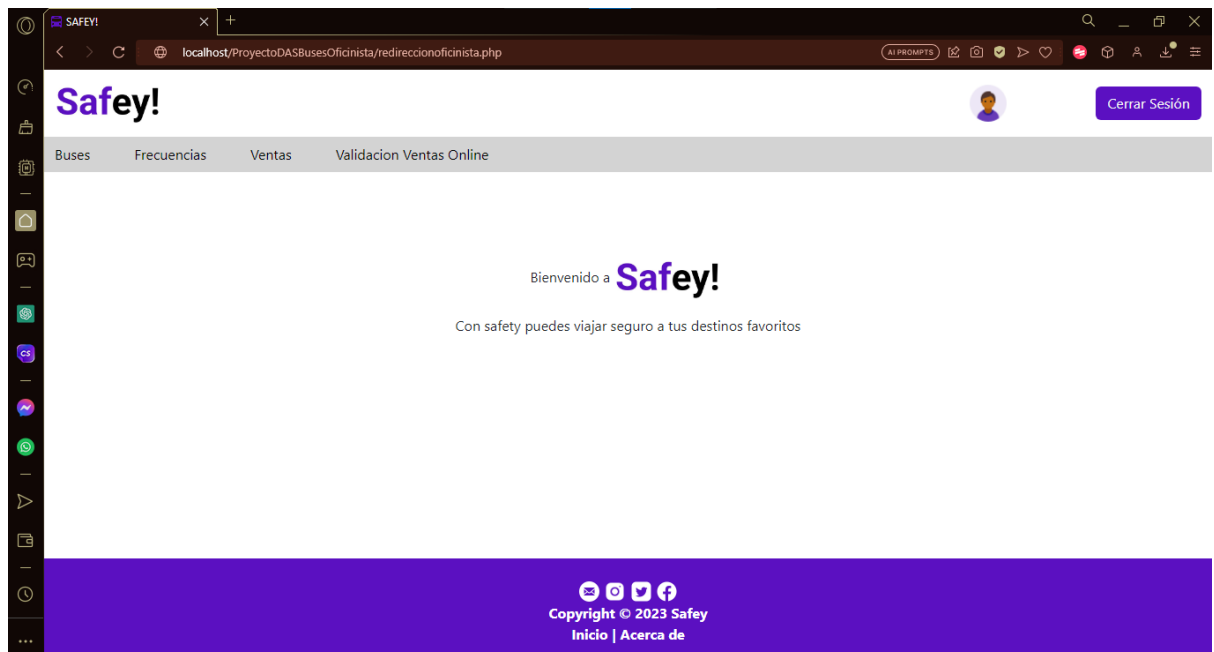 SAFEY!
localhost/ProyectoDASBusesOficinista/redireccionoficinista.php
AI PROMPTS
Safey!
Cerrar Sesión
Buses Frecuencias Ventas Validacion Ventas Online
Bienvenido a Safey!
Con safety puedes viajar seguro a tus destinos favoritos
CS
Copyright © 2023 Safey
Inicio | Acerca de